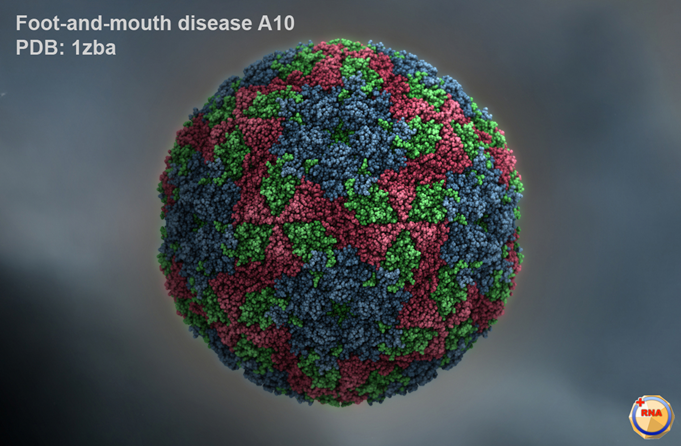 Foot-and-mouth disease A10
PDB: 1zba
+RNA